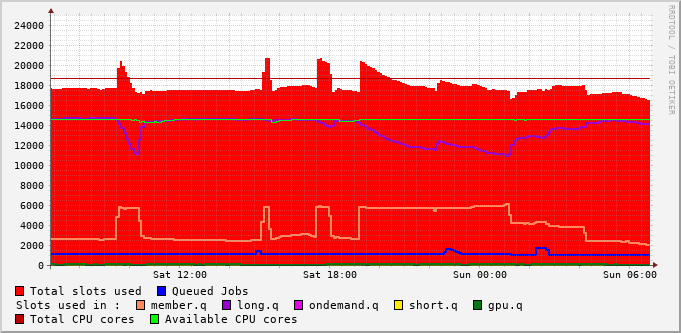 24000
22000
20000
18000
16000
14000
12000
10000
8000
6000
4000
2000
0
Sat 12:00 Sat 18:00 Sun 00:00 Sun 06:00
RRDTOOL / TOBI OETIKER
Total slots used Queued Jobs
Slots used in : member.q long.q ondemand.q short.q gpu.q
Total CPU cores Available CPU cores